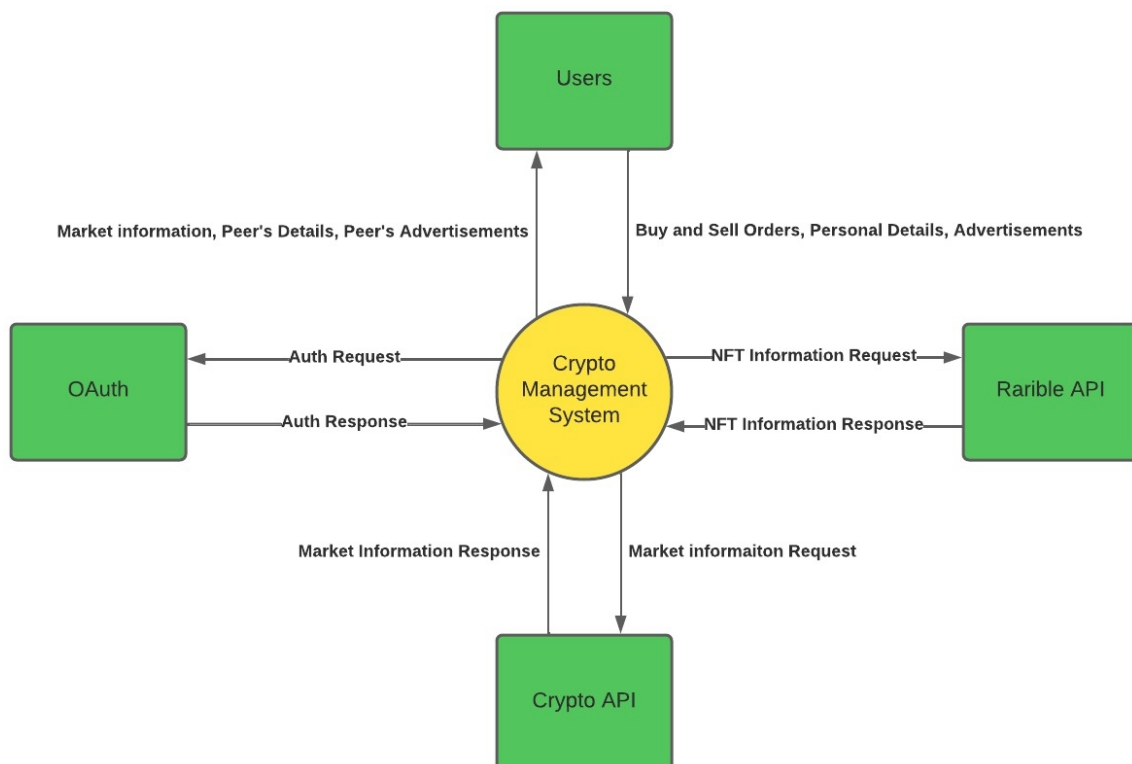 Users
Market information, Peer's Details, Peer's Advertisements
Buy and Sell Orders, Personal Details, Advertisements
OAuth
Auth Request
Auth Response
Crypto
Management
System
NFT Information Request
NFT Information Response
Rarible API
Market Information Response
Market informaiton Request
Crypto API